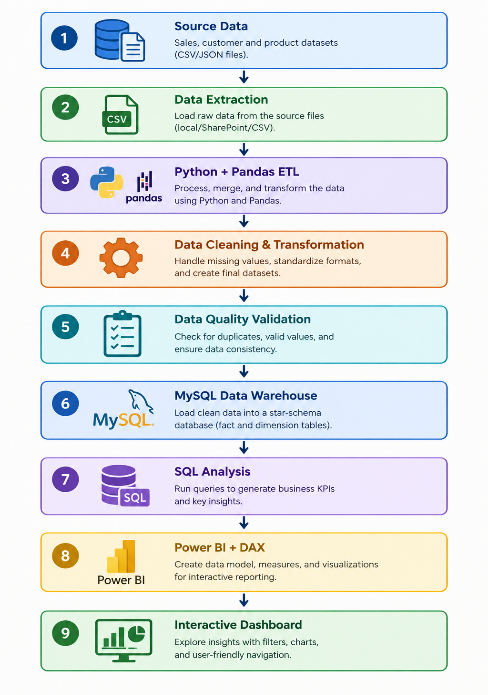 1
Source Data
Sales, customer and product datasets
(CSV/JSON files).
2
CSV
Data Extraction
Load raw data from the source files
(local/SharePoint/CSV).
3
pandas
Python + Pandas ETL
Process, merge, and transform the data
using Python and Pandas.
4
Data Cleaning & Transformation
Handle missing values, standardize formats,
and create final datasets.
5
Data Quality Validation
Check for duplicates, valid values, and
ensure data consistency.
6
MySQL
MySQL Data Warehouse
Load clean data into a star-schema
database (fact and dimension tables).
7
SQL
SQL Analysis
Run queries to generate business KPIs
and key insights.
8
Power BI
Power BI + DAX
Create data model, measures, and visualizations
for interactive reporting.
9
Interactive Dashboard
Explore insights with filters, charts,
and user-friendly navigation.